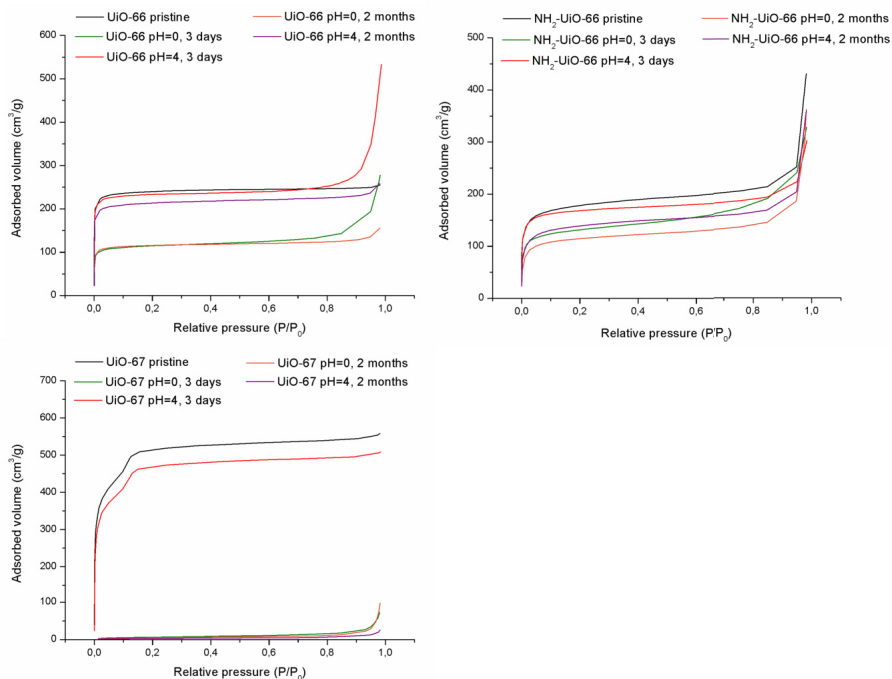 UiO-66 pristine
UiO-66 pH=0, 2 months
UiO-66 pH=0, 3 days
UiO-66 pH=4, 2 months
UiO-66 pH=4, 3 days
600
500
400
300
200
100
0
Adsorbed volume (cm³/g)
0,0 0,2 0,4 0,6 0,8 1,0
Relative pressure (P/P₀)
NH₂-UiO-66 pristine
NH₂-UiO-66 pH=0, 2 months
NH₂-UiO-66 pH=0, 3 days
NH₂-UiO-66 pH=4, 2 months
NH₂-UiO-66 pH=4, 3 days
500
400
300
200
100
0
Adsorbed volume (cm³/g)
0,0 0,2 0,4 0,6 0,8 1,0
Relative pressure (P/P₀)
UiO-67 pristine
UiO-67 pH=0, 2 months
UiO-67 pH=0, 3 days
UiO-67 pH=4, 2 months
UiO-67 pH=4, 3 days
700
600
500
400
300
200
100
0
Adsorbed volume (cm³/g)
0,0 0,2 0,4 0,6 0,8 1,0
Relative pressure (P/P₀)